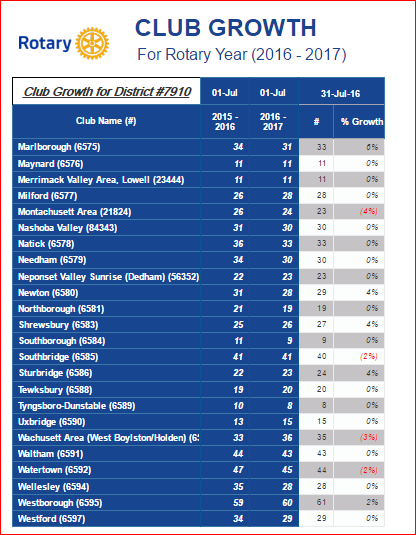 Rotary
CLUB GROWTH
For Rotary Year (2016 - 2017)
Club Growth for District #7910 01-Jul 01-Jul 31-Jul-16
Club Name (#) 2015 - 2016 2016 - 2017 # % Growth
Marlborough (6575) 34 31 33 6%
Maynard (6576) 11 11 11 0%
Merrimack Valley Area, Lowell (23444) 11 11 11 0%
Milford (6577) 26 28 28 0%
Montachusett Area (21824) 26 24 23 (4%)
Nashoba Valley (84343) 31 30 30 0%
Natick (6578) 36 33 33 0%
Needham (6579) 34 30 30 0%
Neponset Valley Sunrise (Dedham) (56352) 22 23 23 0%
Newton (6580) 31 28 29 4%
Northborough (6581) 21 19 19 0%
Shrewsbury (6583) 25 26 27 4%
Southborough (6584) 11 9 9 0%
Southbridge (6585) 41 41 40 (2%)
Sturbridge (6586) 22 23 24 4%
Tewksbury (6588) 19 20 20 0%
Tyngsboro-Dunstable (6589) 10 8 8 0%
Uxbridge (6590) 13 15 15 0%
Wachusett Area (West Boylston/Holden) (65 33 36 35 (3%)
Waltham (6591) 44 43 43 0%
Watertown (6592) 47 45 44 (2%)
Wellesley (6594) 35 28 28 0%
Westborough (6595) 59 60 61 2%
Westford (6597) 34 29 29 0%